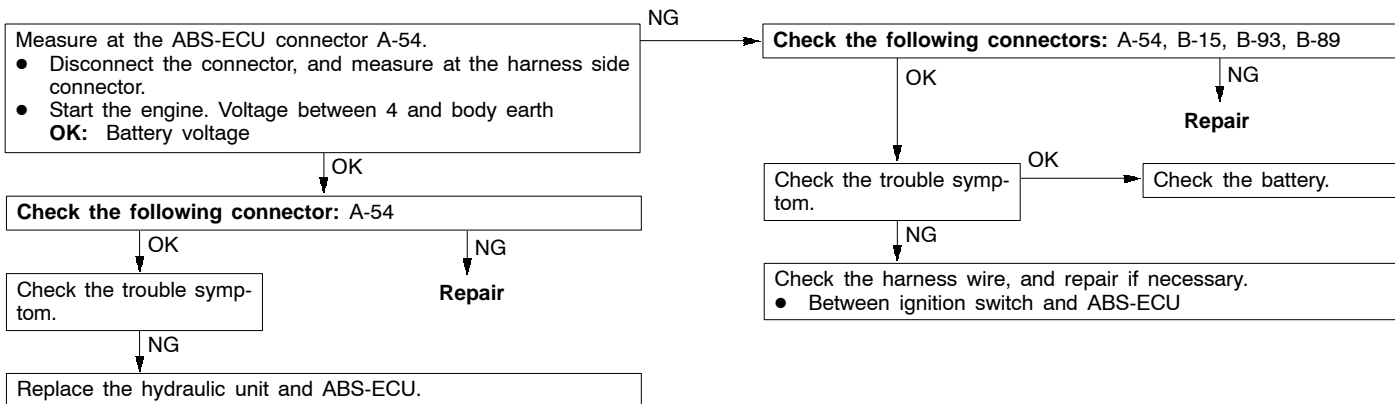 Measure at the ABS-ECU connector A-54.
● Disconnect the connector, and measure at the harness side
connector.
● Start the engine. Voltage between 4 and body earth
OK: Battery voltage
NG
Check the following connectors: A-54, B-15, B-93, B-89
OK
NG
Repair
OK
Check the following connector: A-54
Check the trouble symp-
tom.
OK
Check the battery.
OK
NG
NG
Check the trouble symp-
tom.
Repair
Check the harness wire, and repair if necessary.
● Between ignition switch and ABS-ECU
NG
Replace the hydraulic unit and ABS-ECU.